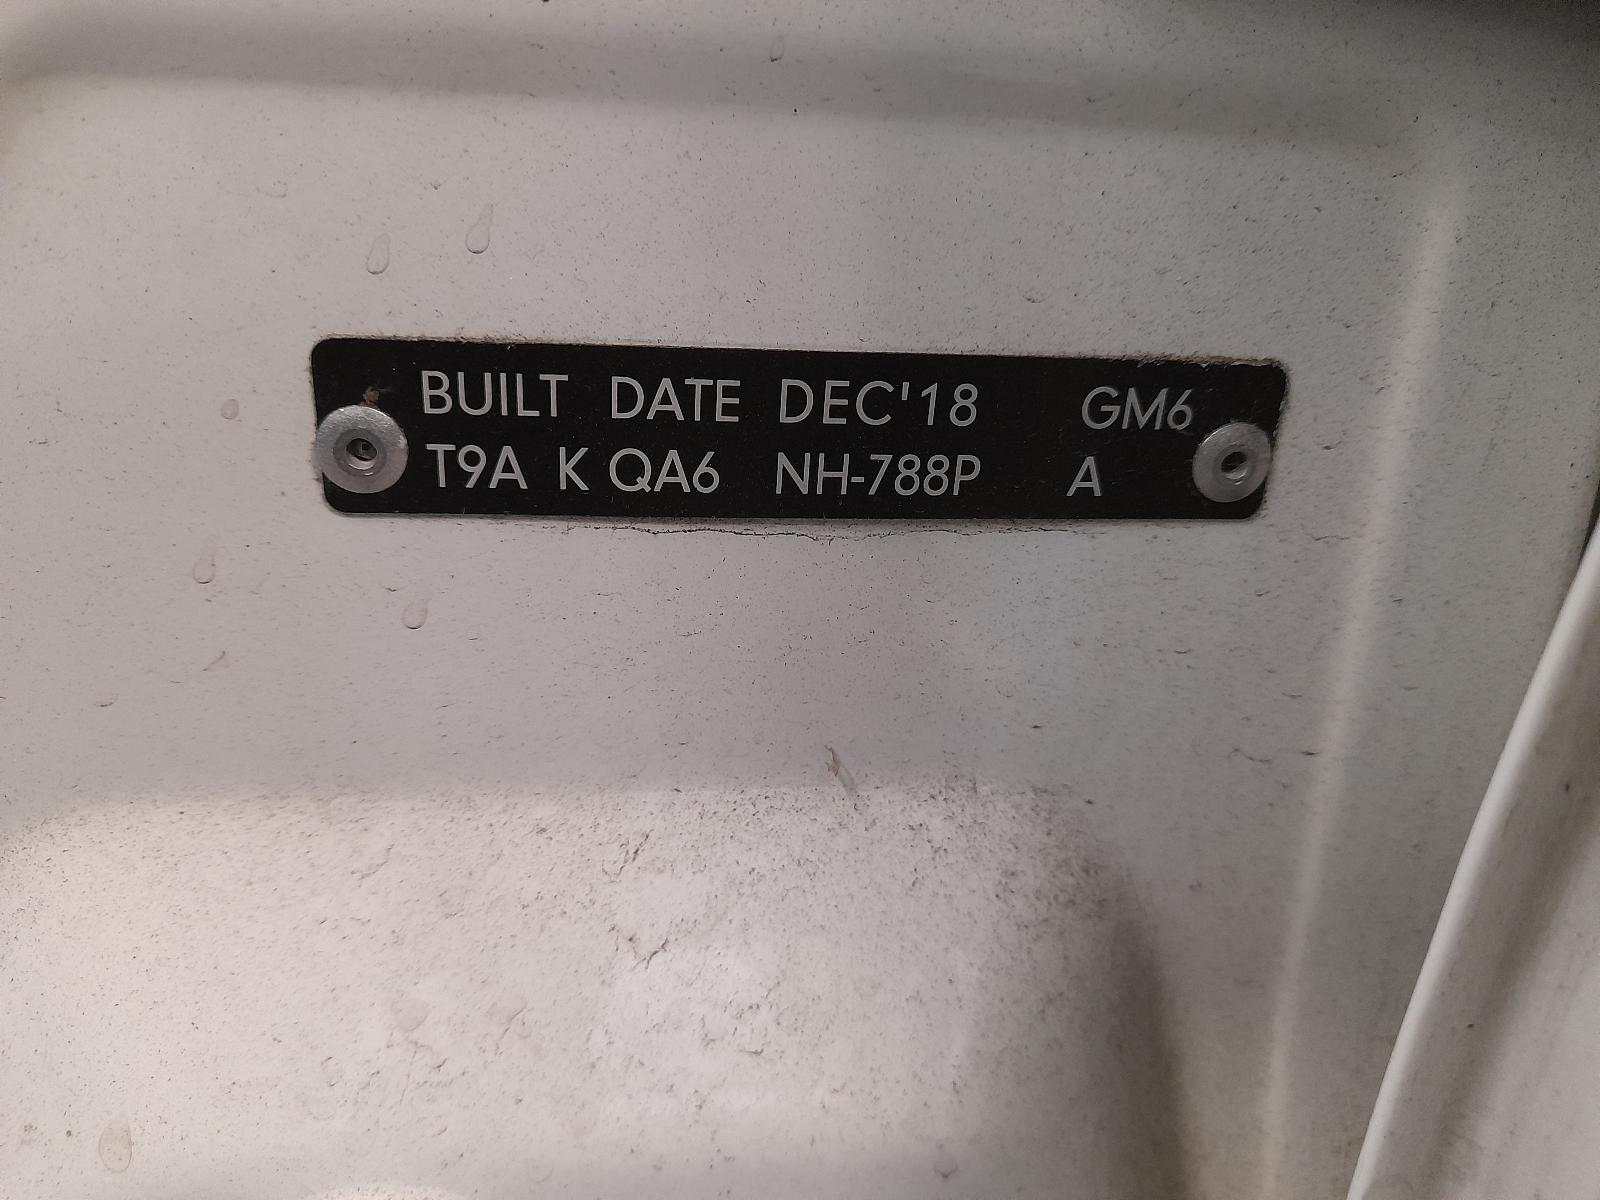 BUILT DATE DEC'18 GM6
T9A K QA6 NH-788P A